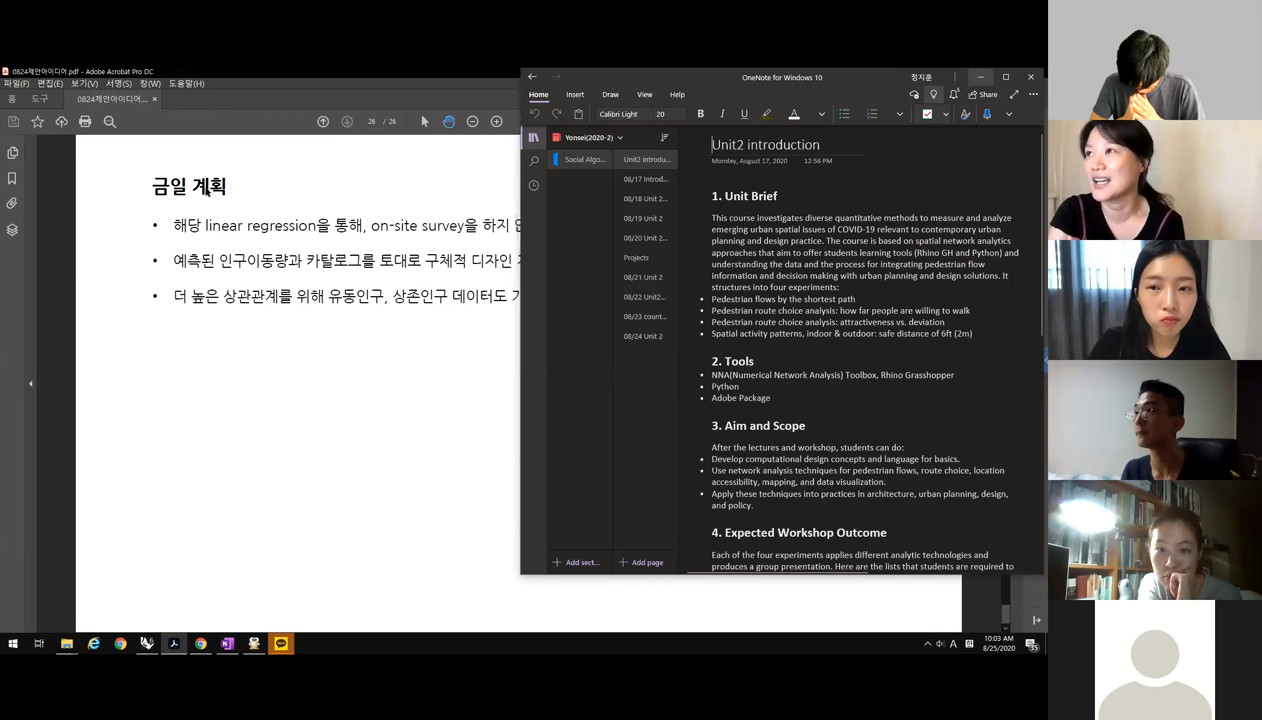 0824제안아이디어.pdf - Adobe Acrobat Pro DC
파일(F) 편집(E) 보기(V) 서명(S) 창(W) 도움말(H)
홈 도구 0824제안아이디어... ×
26 / 26
금일 계획
• 해당 linear regression을 통해, on-site survey를 하지
• 예측된 인구이동량과 카탈로그를 토대로 구체적 디자인
• 더 높은 상관관계를 위해 유동인구, 상존인구 데이터도
OneNote for Windows 10
정지훈
Home Insert Draw View Help
Share
Calibri Light 20 B I U A
Yonsei(2020-2)
Social Algo...
Unit2 introdu...
08/17 Introd...
08/18 Unit 2...
08/19 Unit 2
08/20 Unit 2...
Projects
08/21 Unit 2
08/22 Unit2...
08/23 count...
08/24 Unit 2
Add sect...
Add page
Unit2 introduction
Monday, August 17, 2020 12:56 PM
1. Unit Brief
This course investigates diverse quantitative methods to measure and analyze
emerging urban spatial issues of COVID-19 relevant to contemporary urban
planning and design practice. The course is based on spatial network analytics
approaches that aim to offer students learning tools (Rhino GH and Python) and
understanding the data and the process for integrating pedestrian flow
information and decision making with urban planning and design solutions. It
structures into four experiments:
• Pedestrian flows by the shortest path
• Pedestrian route choice analysis: how far people are willing to walk
• Pedestrian route choice analysis: attractiveness vs. deviation
• Spatial activity patterns, indoor & outdoor: safe distance of 6ft (2m)
2. Tools
• NNA(Numerical Network Analysis) Toolbox, Rhino Grasshopper
• Python
• Adobe Package
3. Aim and Scope
After the lectures and workshop, students can do:
• Develop computational design concepts and language for basics.
• Use network analysis techniques for pedestrian flows, route choice, location
accessibility, mapping, and data visualization.
• Apply these techniques into practices in architecture, urban planning, design,
and policy.
4. Expected Workshop Outcome
Each of the four experiments applies different analytic technologies and
produces a group presentation. Here are the lists that students are required to
A
10:03 AM
8/25/2020